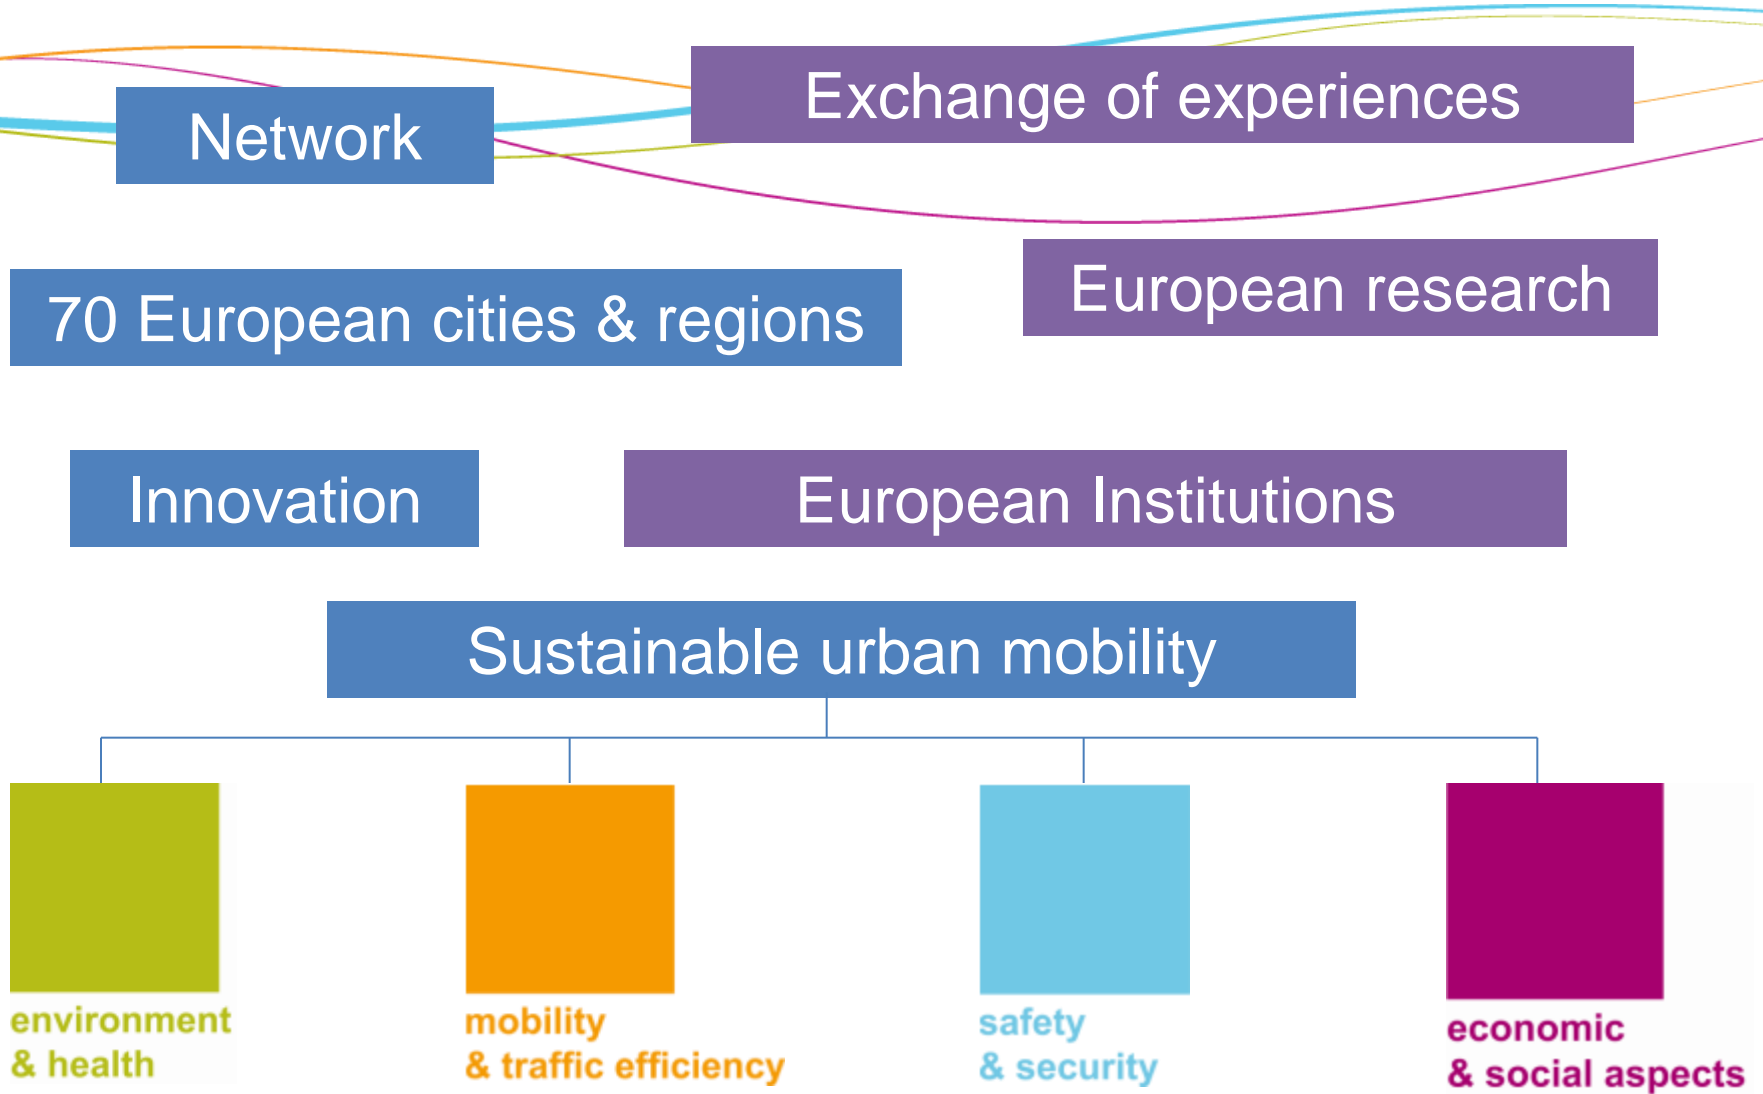 Exchange of experiences
Network
European research
70 European cities & regions
Innovation
European Institutions
Sustainable urban mobility
environment
& health
mobility
& traffic efficiency
safety
& security
economic
& social aspects